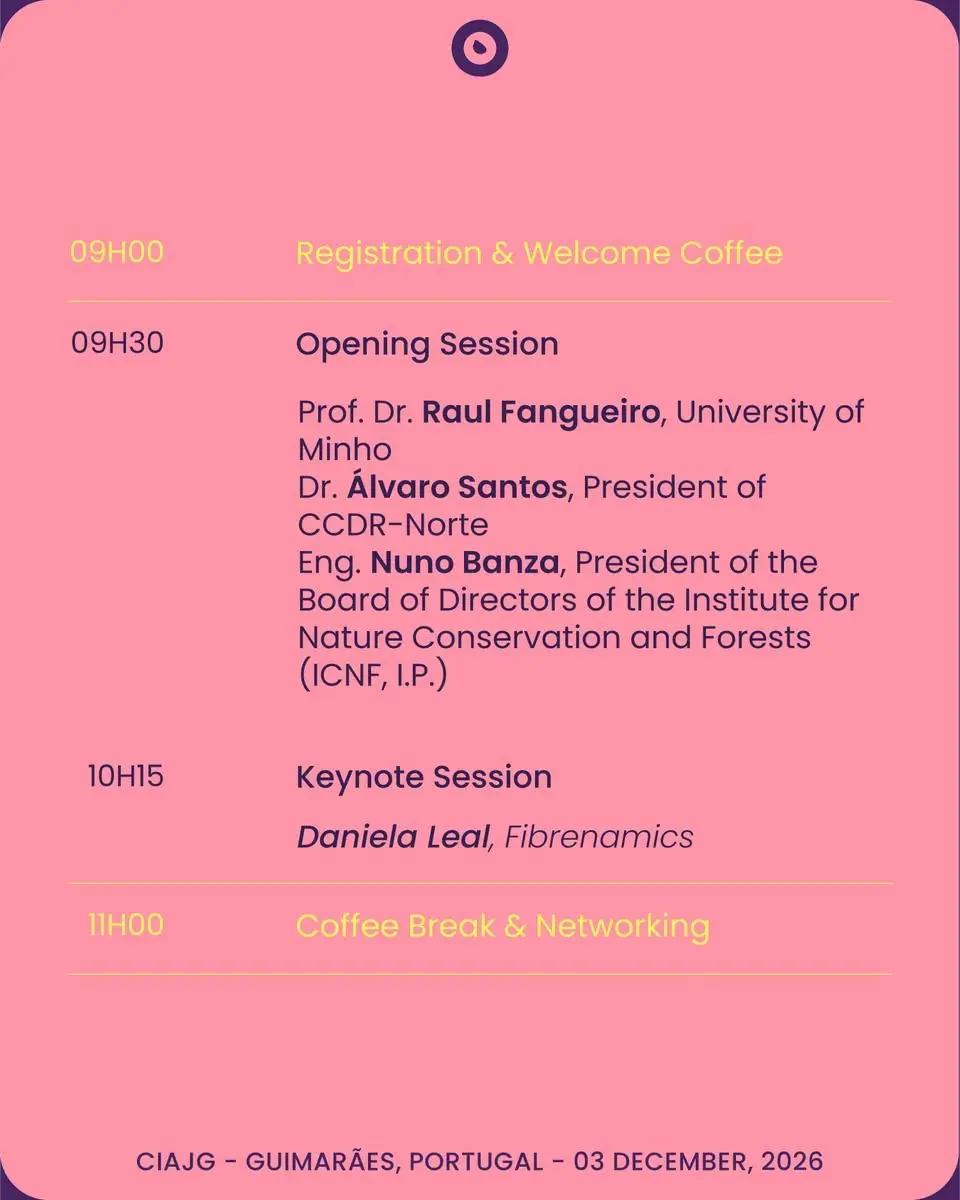 09H00 Registration & Welcome Coffee
09H30 Opening Session
Prof. Dr. Raul Fangueiro, University of
Minho
Dr. Álvaro Santos, President of
CCDR-Norte
Eng. Nuno Banza, President of the
Board of Directors of the Institute for
Nature Conservation and Forests
(ICNF, I.P.)
10H15 Keynote Session
Daniela Leal, Fibrenamics
11H00 Coffee Break & Networking
CIAJG - GUIMARÃES, PORTUGAL - 03 DECEMBER, 2026